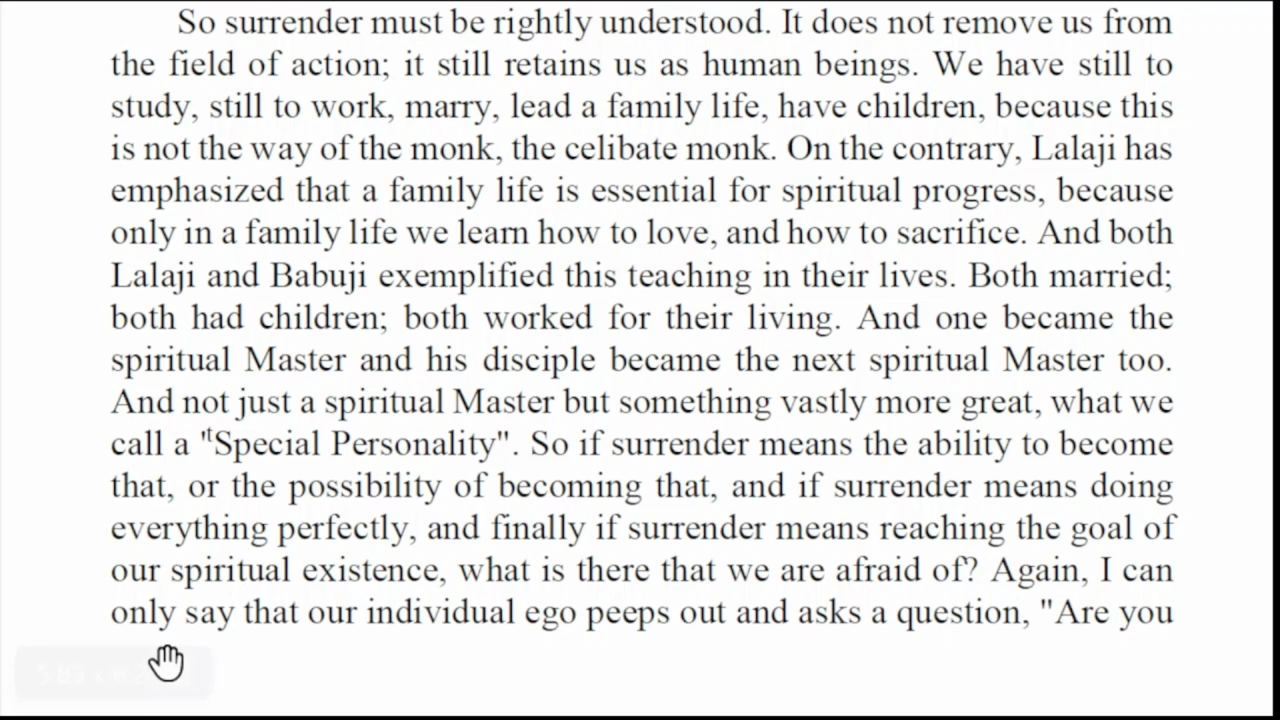 So surrender must be rightly understood. It does not remove us from
the field of action; it still retains us as human beings. We have still to
study, still to work, marry, lead a family life, have children, because this
is not the way of the monk, the celibate monk. On the contrary, Lalaji has
emphasized that a family life is essential for spiritual progress, because
only in a family life we learn how to love, and how to sacrifice. And both
Lalaji and Babuji exemplified this teaching in their lives. Both married;
both had children; both worked for their living. And one became the
spiritual Master and his disciple became the next spiritual Master too.
And not just a spiritual Master but something vastly more great, what we
call a "tSpecial Personality". So if surrender means the ability to become
that, or the possibility of becoming that, and if surrender means doing
everything perfectly, and finally if surrender means reaching the goal of
our spiritual existence, what is there that we are afraid of? Again, I can
only say that our individual ego peeps out and asks a question, "Are you